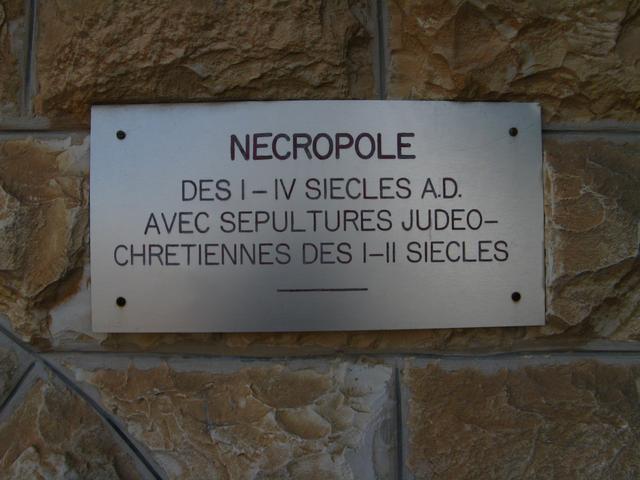 NECROPOLE
DES I-IV SIECLES A.D.
AVEC SEPULTURES JUDEO-
CHRETIENNES DES I-II SIECLES